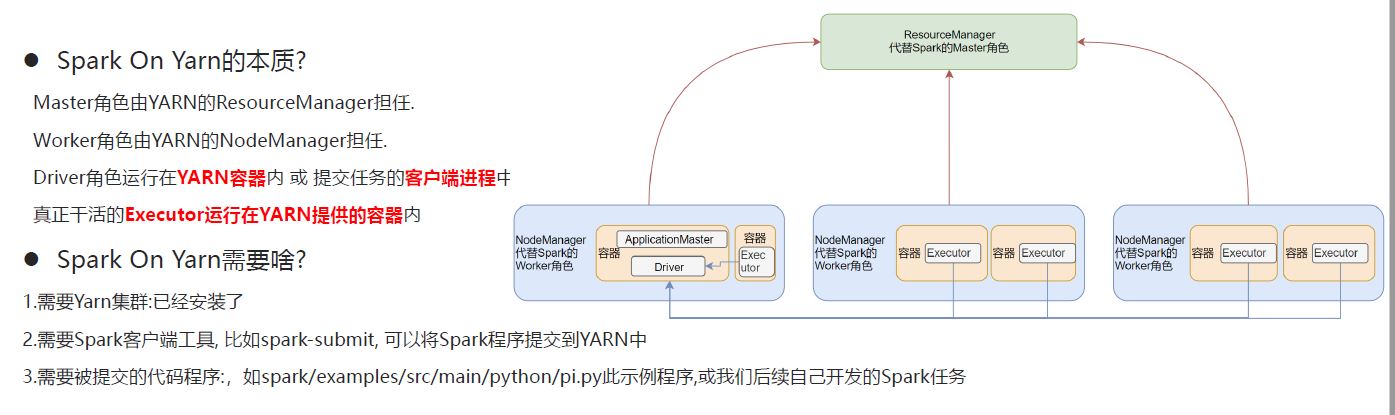 ● Spark On Yarn的本质?
Master角色由YARN的ResourceManager担任.
Worker角色由YARN的NodeManager担任.
Driver角色运行在YARN容器内 或 提交任务的客户端进程中
真正干活的Executor运行在YARN提供的容器内
● Spark On Yarn需要啥?
1.需要Yarn集群:已经安装了
2.需要Spark客户端工具, 比如spark-submit, 可以将Spark程序提交到YARN中
3.需要被提交的代码程序:，如spark/examples/src/main/python/pi.py此示例程序,或我们后续自己开发的Spark任务
ResourceManager
代替Spark的Master角色
NodeManager
代替Spark的
Worker角色
容器
ApplicationMaster
Driver
容器
Exec
utor
NodeManager
代替Spark的
Worker角色
容器
Executor
容器
Executor
NodeManager
代替Spark的
Worker角色
容器
Executor
容器
Executor